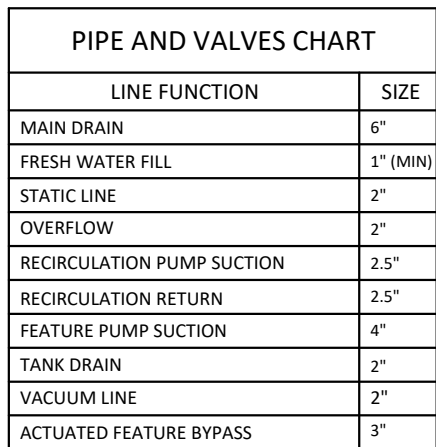 PIPE AND VALVES CHART
LINE FUNCTION SIZE
MAIN DRAIN 6"
FRESH WATER FILL 1" (MIN)
STATIC LINE 2"
OVERFLOW 2"
RECIRCULATION PUMP SUCTION 2.5"
RECIRCULATION RETURN 2.5"
FEATURE PUMP SUCTION 4"
TANK DRAIN 2"
VACUUM LINE 2"
ACTUATED FEATURE BYPASS 3"